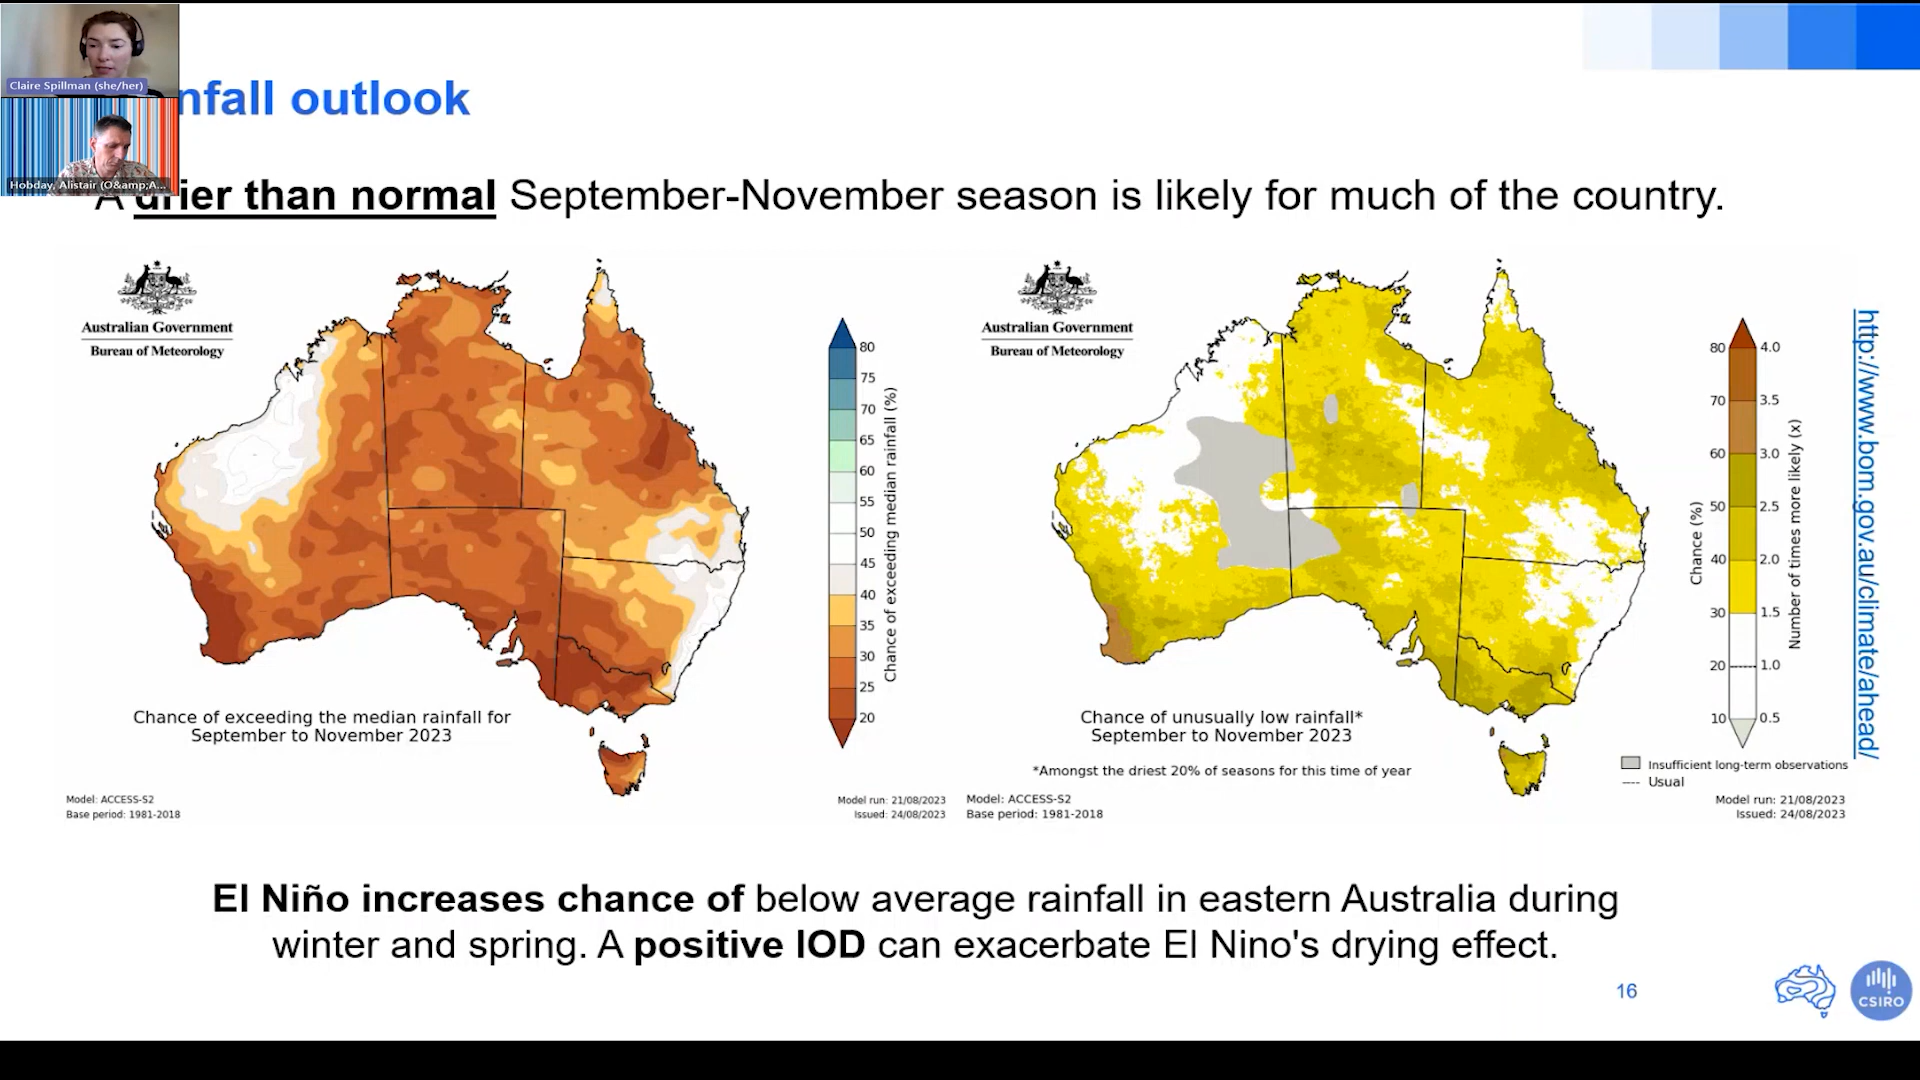 Claire Spillman (she/her)
nfall outlook
Hobday, Alistair (O&amp;A...
A drier than normal September-November season is likely for much of the country.
Australian Government
Bureau of Meteorology
80
75
70
65
60
55
50
45
40
35
30
25
20
Chance of exceeding median rainfall (%)
Chance of exceeding the median rainfall for
September to November 2023
Model: ACCESS-S2
Base period: 1981-2018
Model run: 21/08/2023
Issued: 24/08/2023
Australian Government
Bureau of Meteorology
80 4.0
70 3.5
60 3.0
50 2.5
40 2.0
30 1.5
20 1.0
10 0.5
Chance (%)
Number of times more likely (x)
Chance of unusually low rainfall*
September to November 2023
*Amongst the driest 20% of seasons for this time of year
Insufficient long-term observations
Usual
Model: ACCESS-S2
Base period: 1981-2018
Model run: 21/08/2023
Issued: 24/08/2023
http://www.bom.gov.au/climate/ahead/
El Niño increases chance of below average rainfall in eastern Australia during
winter and spring. A positive IOD can exacerbate El Nino's drying effect.
16
CSIRO